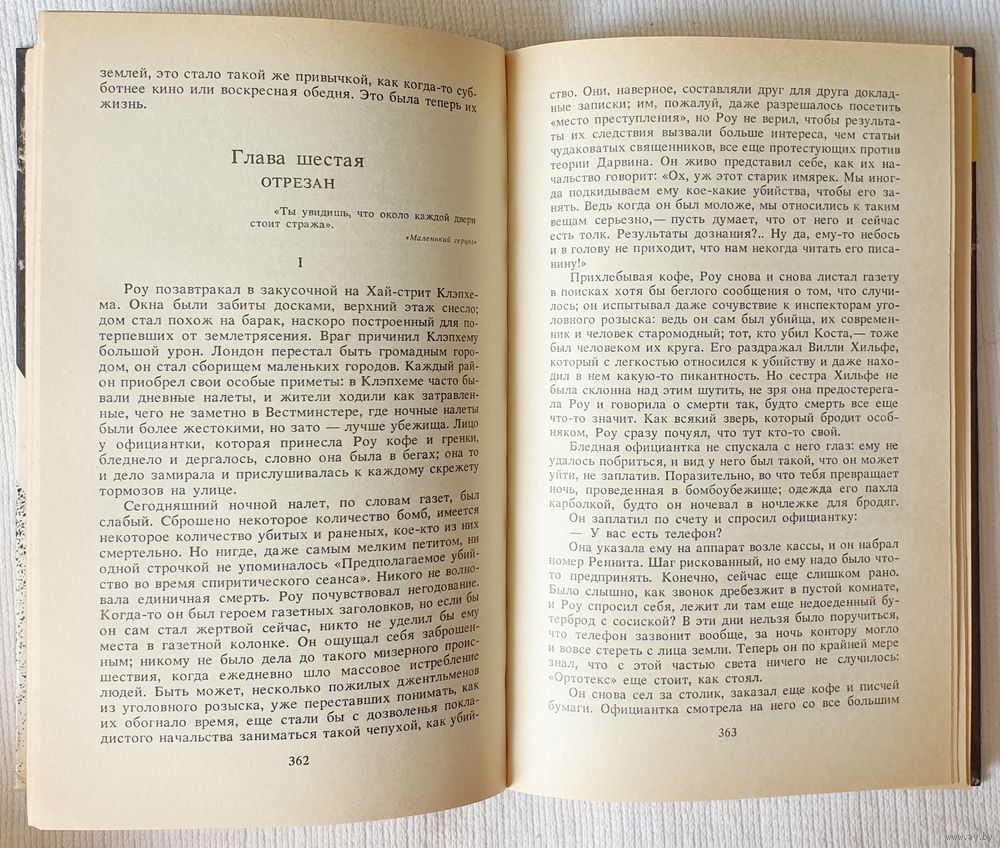 землей, это стало такой же привычкой, как когда-то суб-
ботнее кино или воскресная обедня. Это была теперь их
жизнь.
Глава шестая
ОТРЕЗАН
«Ты увидишь, что около каждой двери
стоит стража».
«Маленький герцог»
I
Роу позавтракал в закусочной на Хай-стрит Клэпхе-
ма. Окна были забиты досками, верхний этаж снесло;
дом стал похож на барак, наскоро построенный для по-
терпевших от землетрясения. Враг причинил Клэпхему
большой урон. Лондон перестал быть громадным горо-
дом, он стал сборищем маленьких городов. Каждый рай-
он приобрел свои особые приметы: в Клэпхеме часто бы-
вали дневные налеты, и жители ходили как затравлен-
ные, чего не заметно в Вестминстере, где ночные налеты
были более жестокими, но зато — лучше убежища. Лицо
у официантки, которая принесла Роу кофе и гренки,
бледнело и дергалось, словно она была в бегах; она то
и дело замирала и прислушивалась к каждому скрежету
тормозов на улице.
Сегодняшний ночной налет, по словам газет, был
слабый. Сброшено некоторое количество бомб, имеется
некоторое количество убитых и раненых, кое-кто из них
смертельно. Но нигде, даже самым мелким петитом, ни
одной строчкой не упоминалось «Предполагаемое убий-
ство во время спиритического сеанса». Никого не волно-
вала единичная смерть. Роу почувствовал негодование.
Когда-то он был героем газетных заголовков, но если бы
он сам стал жертвой сейчас, никто не уделил бы ему
места в газетной колонке. Он ощущал себя заброшен-
ным; никому не было дела до такого мизерного проис-
шествия, когда ежедневно шло массовое истребление
людей. Быть может, несколько пожилых джентльменов
из уголовного розыска, уже переставших понимать, как
их обогнало время, еще стали бы с дозволенья покла-
дистого начальства заниматься такой чепухой, как убий-
362
ство. Они, наверное, составляли друг для друга доклад-
ные записки; им, пожалуй, даже разрешалось посетить
«место преступления», но Роу не верил, чтобы результа-
ты их следствия вызвали больше интереса, чем статьи
чудаковатых священников, все еще протестующих против
теории Дарвина. Он живо представил себе, как их на-
чальство говорит: «Ох, уж этот старик имярек. Мы иног-
да подкидываем ему кое-какие убийства, чтобы его за-
нять. Ведь когда он был моложе, мы относились к таким
вещам серьезно,— пусть думает, что от него и сейчас
есть толк. Результаты дознания?.. Ну да, ему-то небось
и в голову не приходит, что нам некогда читать его писа-
нину!»
Прихлебывая кофе, Роу снова и снова листал газету
в поисках хотя бы беглого сообщения о том, что случи-
лось; он испытывал даже сочувствие к инспекторам уго-
ловного розыска: ведь он сам был убийца, их современ-
ник и человек старомодный; тот, кто убил Коста,— тоже
был человеком их круга. Его раздражал Вилли Хильфе,
который с легкостью относился к убийству и даже нахо-
дил в нем какую-то пикантность. Но сестра Хильфе не
была склонна над этим шутить, не зря она предостерега-
ла Роу и говорила о смерти так, будто смерть все еще
что-то значит. Как всякий зверь, который бродит особ-
няком, Роу сразу почуял, что тут кто-то свой.
Бледная официантка не спускала с него глаз: ему не
удалось побриться, и вид у него был такой, что он может
уйти, не заплатив. Поразительно, во что тебя превращает
ночь, проведенная в бомбоубежище; одежда его пахла
карболкой, будто он ночевал в ночлежке для бродяг.
Он заплатил по счету и спросил официантку:
— У вас есть телефон?
Она указала ему на аппарат возле кассы, и он набрал
номер Реннита. Шаг рискованный, но ему надо было что-
то предпринять. Конечно, сейчас еще слишком рано.
Было слышно, как звонок дребезжит в пустой комнате,
и Роу спросил себя, лежит ли там еще недоеденный бу-
терброд с сосиской? В эти дни нельзя было поручиться,
что телефон зазвонит вообще, за ночь контору могло
и вовсе стереть с лица земли. Теперь он по крайней мере
знал, что с этой частью света ничего не случилось:
«Ортотекс» еще стоит, как стоял.
Он снова сел за столик, заказал еще кофе и писчей
бумаги. Официантка смотрела на него со все большим
363
www.ay.by